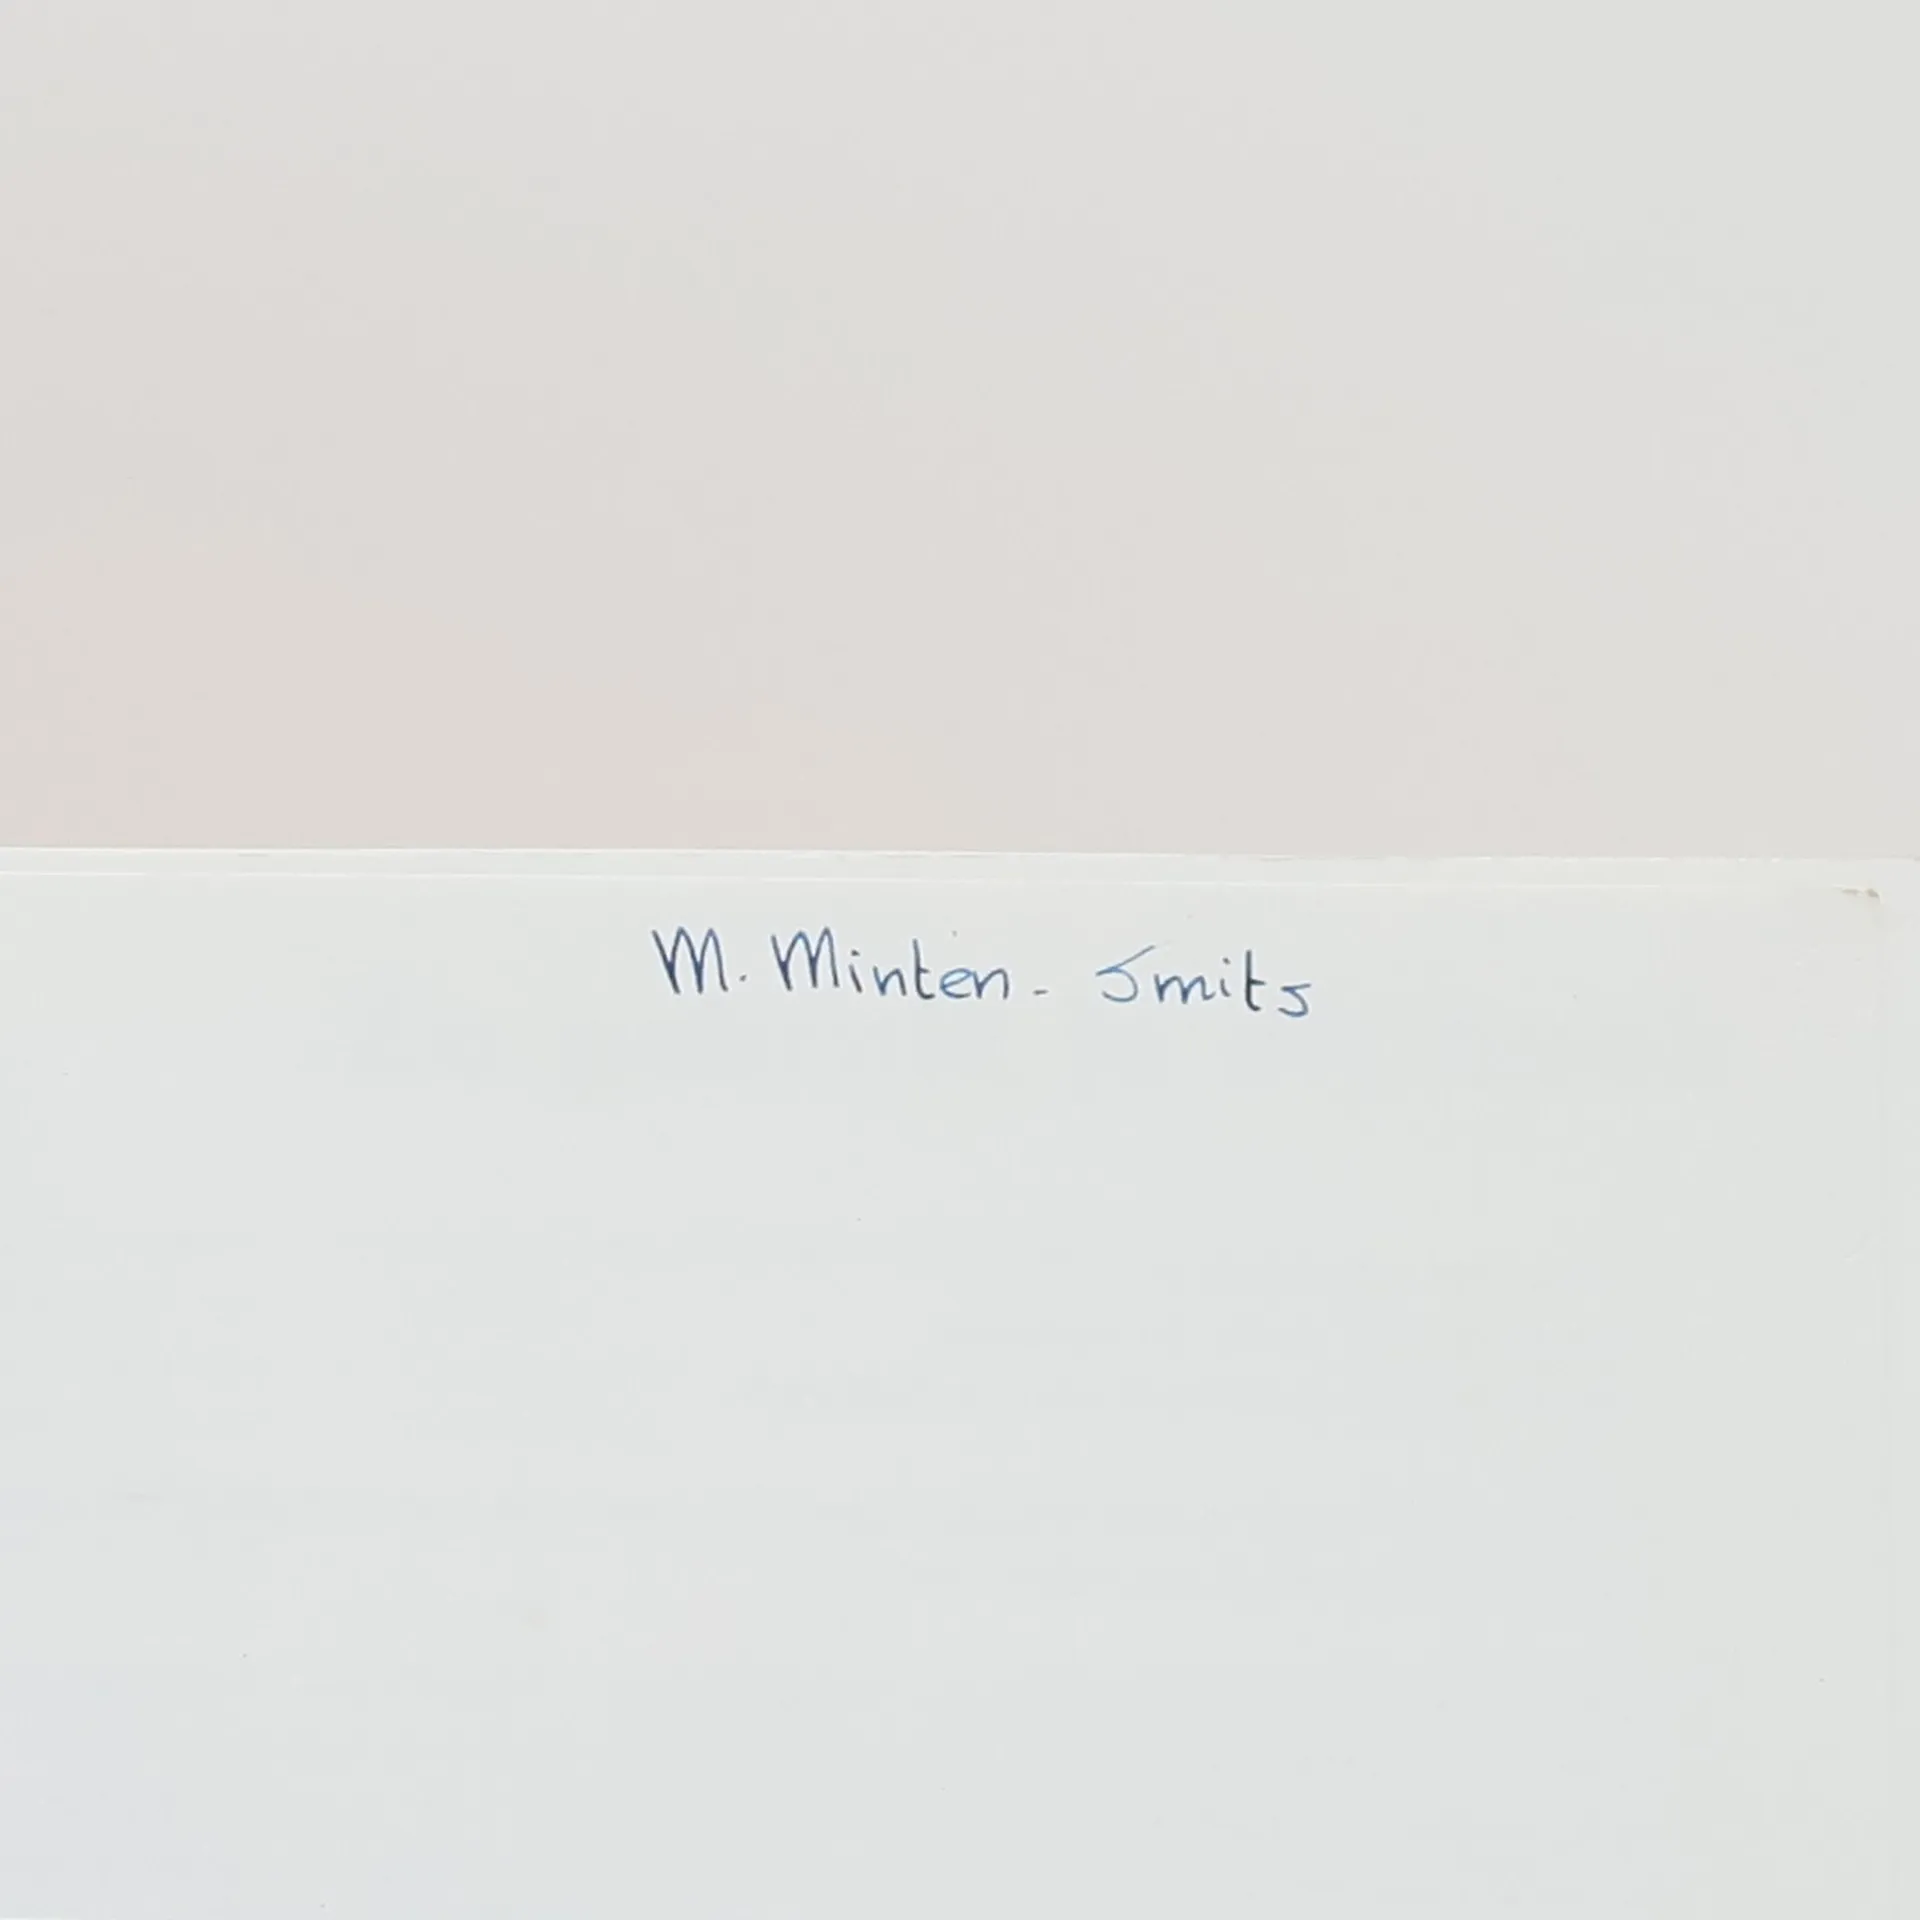 M. Minten - Smits